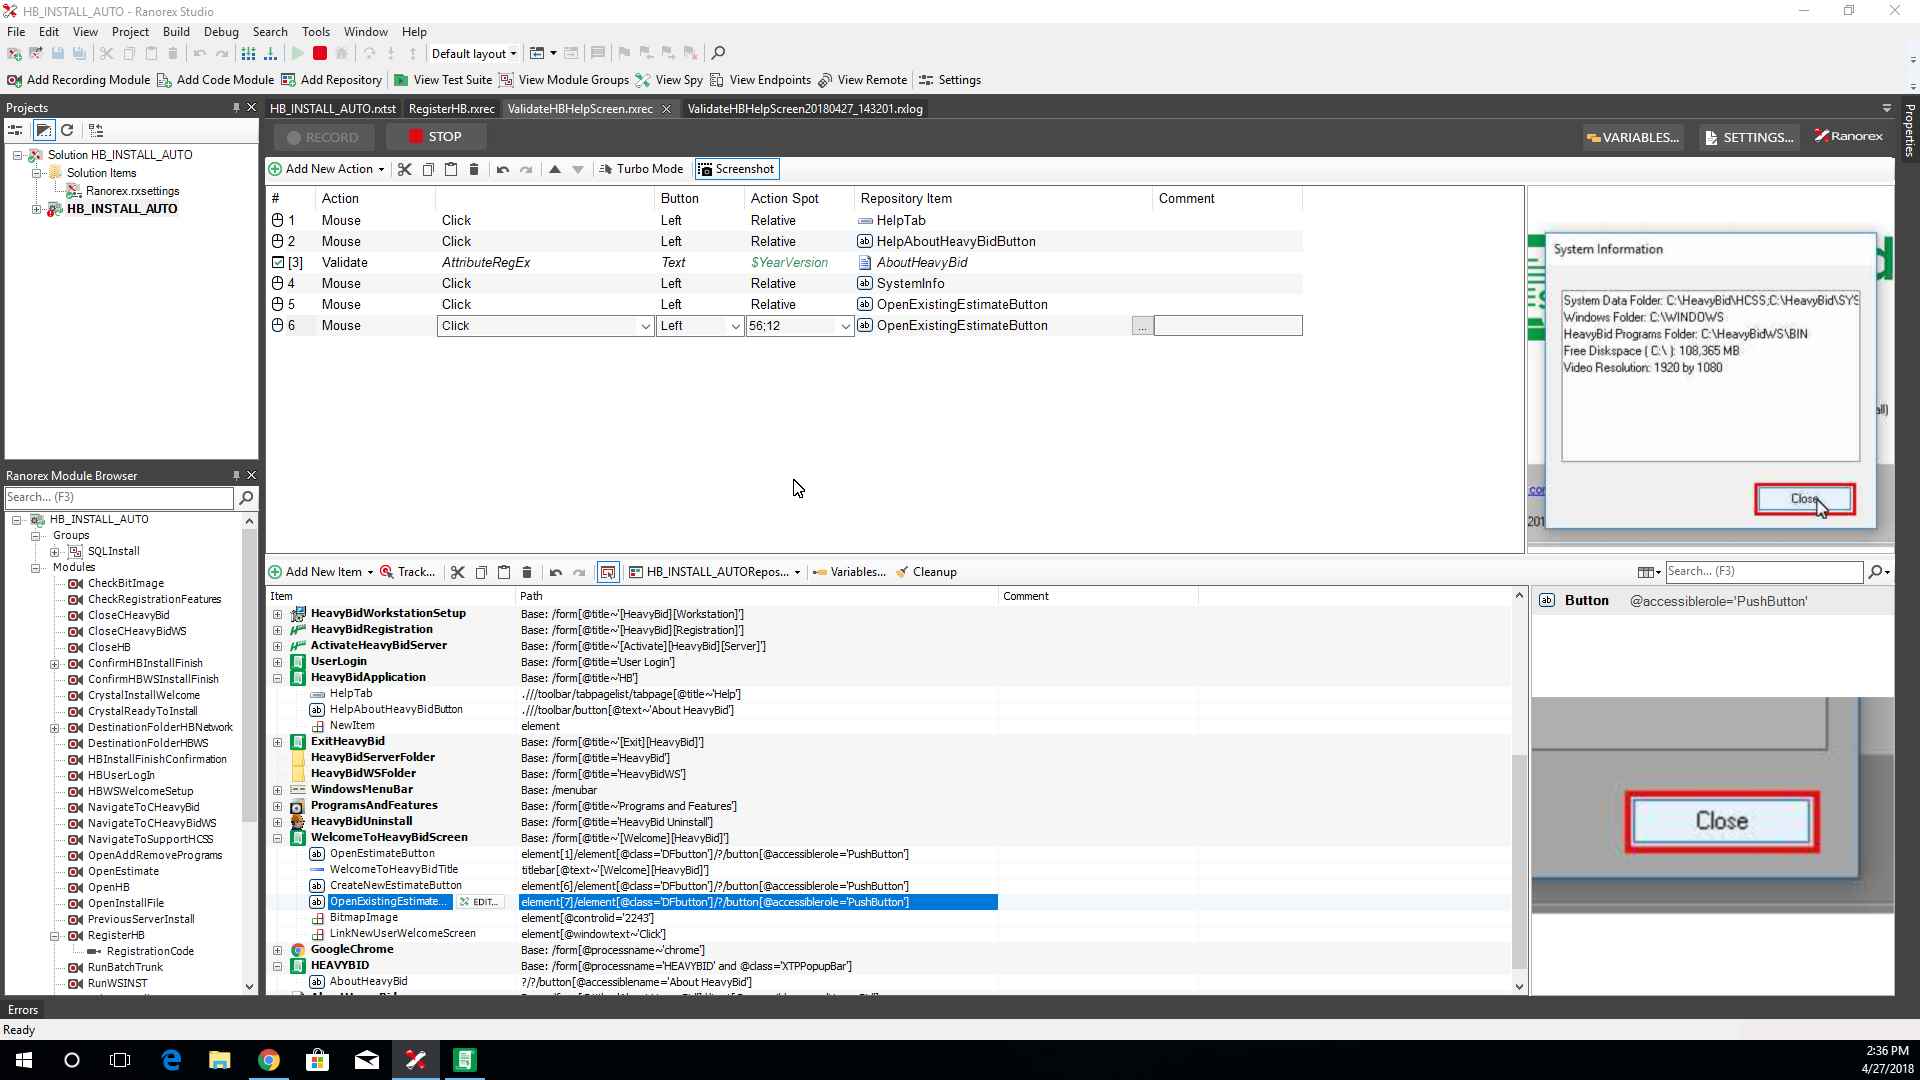 HB_INSTALL_AUTO - Ranorex Studio
File Edit View Project Build Debug Search Tools Window Help
Default layout
Add Recording Module Add Code Module Add Repository View Test Suite View Module Groups View Spy View Endpoints View Remote Settings
Projects
HB_INSTALL_AUTO.rxtst RegisterHB.rxrec ValidateHBHelpScreen.rxrec ValidateHBHelpScreen20180427_143201.rxlog
Properties
RECORD STOP VARIABLES... SETTINGS... Ranorex
Solution HB_INSTALL_AUTO
Solution Items
Ranorex.rxsettings
HB_INSTALL_AUTO
Add New Action Turbo Mode Screenshot
# Action Button Action Spot Repository Item Comment
1 Mouse Click Left Relative HelpTab
2 Mouse Click Left Relative HelpAboutHeavyBidButton
[3] Validate AttributeRegEx Text $YearVersion AboutHeavyBid
4 Mouse Click Left Relative SystemInfo
5 Mouse Click Left Relative OpenExistingEstimateButton
6 Mouse Click Left 56;12 OpenExistingEstimateButton ...
System Information
System Data Folder: C:\HeavyBid\HCSS;C:\HeavyBid\SYS
Windows Folder: C:\WINDOWS
HeavyBid Programs Folder: C:\HeavyBidWS\BIN
Free Diskspace ( C:\ ): 108,365 MB
Video Resolution: 1920 by 1080
all)
con
201
Close
Ranorex Module Browser
Search... (F3)
HB_INSTALL_AUTO
Groups
SQLInstall
Modules
CheckBitImage
CheckRegistrationFeatures
CloseCHeavyBid
CloseCHeavyBidWS
CloseHB
ConfirmHBInstallFinish
ConfirmHBWSInstallFinish
CrystalInstallWelcome
CrystalReadyToInstall
DestinationFolderHBNetwork
DestinationFolderHBWS
HBInstallFinishConfirmation
HBUserLogIn
HBWSWelcomeSetup
NavigateToCHeavyBid
NavigateToCHeavyBidWS
NavigateToSupportHCSS
OpenAddRemovePrograms
OpenEstimate
OpenHB
OpenInstallFile
PreviousServerInstall
RegisterHB
RegistrationCode
RunBatchTrunk
RunWSINST
Add New Item Track... HB_INSTALL_AUTORepos... Variables... Cleanup Search... (F3)
Item Path Comment
HeavyBidWorkstationSetup Base: /form[@title~'[HeavyBid][Workstation]']
HeavyBidRegistration Base: /form[@title~'[HeavyBid][Registration]']
ActivateHeavyBidServer Base: /form[@title~'[Activate][HeavyBid][Server]']
UserLogin Base: /form[@title='User Login']
HeavyBidApplication Base: /form[@title~'HB']
HelpTab .///toolbar/tabpagelist/tabpage[@title~'Help']
HelpAboutHeavyBidButton .///toolbar/button[@text~'About HeavyBid']
NewItem element
ExitHeavyBid Base: /form[@title~'[Exit][HeavyBid]']
HeavyBidServerFolder Base: /form[@title='HeavyBid']
HeavyBidWSFolder Base: /form[@title='HeavyBidWS']
WindowsMenuBar Base: /menubar
ProgramsAndFeatures Base: /form[@title~'Programs and Features']
HeavyBidUninstall Base: /form[@title='HeavyBid Uninstall']
WelcomeToHeavyBidScreen Base: /form[@title~'[Welcome][HeavyBid]']
OpenEstimateButton element[1]/element[@class='DFbutton']/?/button[@accessiblerole='PushButton']
WelcomeToHeavyBidTitle titlebar[@text~'[Welcome][HeavyBid]']
CreateNewEstimateButton element[6]/element[@class='DFbutton']/?/button[@accessiblerole='PushButton']
OpenExistingEstimate... EDIT... element[7]/element[@class='DFbutton']/?/button[@accessiblerole='PushButton']
BitmapImage element[@controlid='2243']
LinkNewUserWelcomeScreen element[@windowtext~'Click']
GoogleChrome Base: /form[@processname~'chrome']
HEAVYBID Base: /form[@processname='HEAVYBID' and @class='XTPPopupBar']
AboutHeavyBid ?/?/button[@accessiblename='About HeavyBid']
Button @accessiblerole='PushButton'
Close
Errors
Ready
2:36 PM
4/27/2018